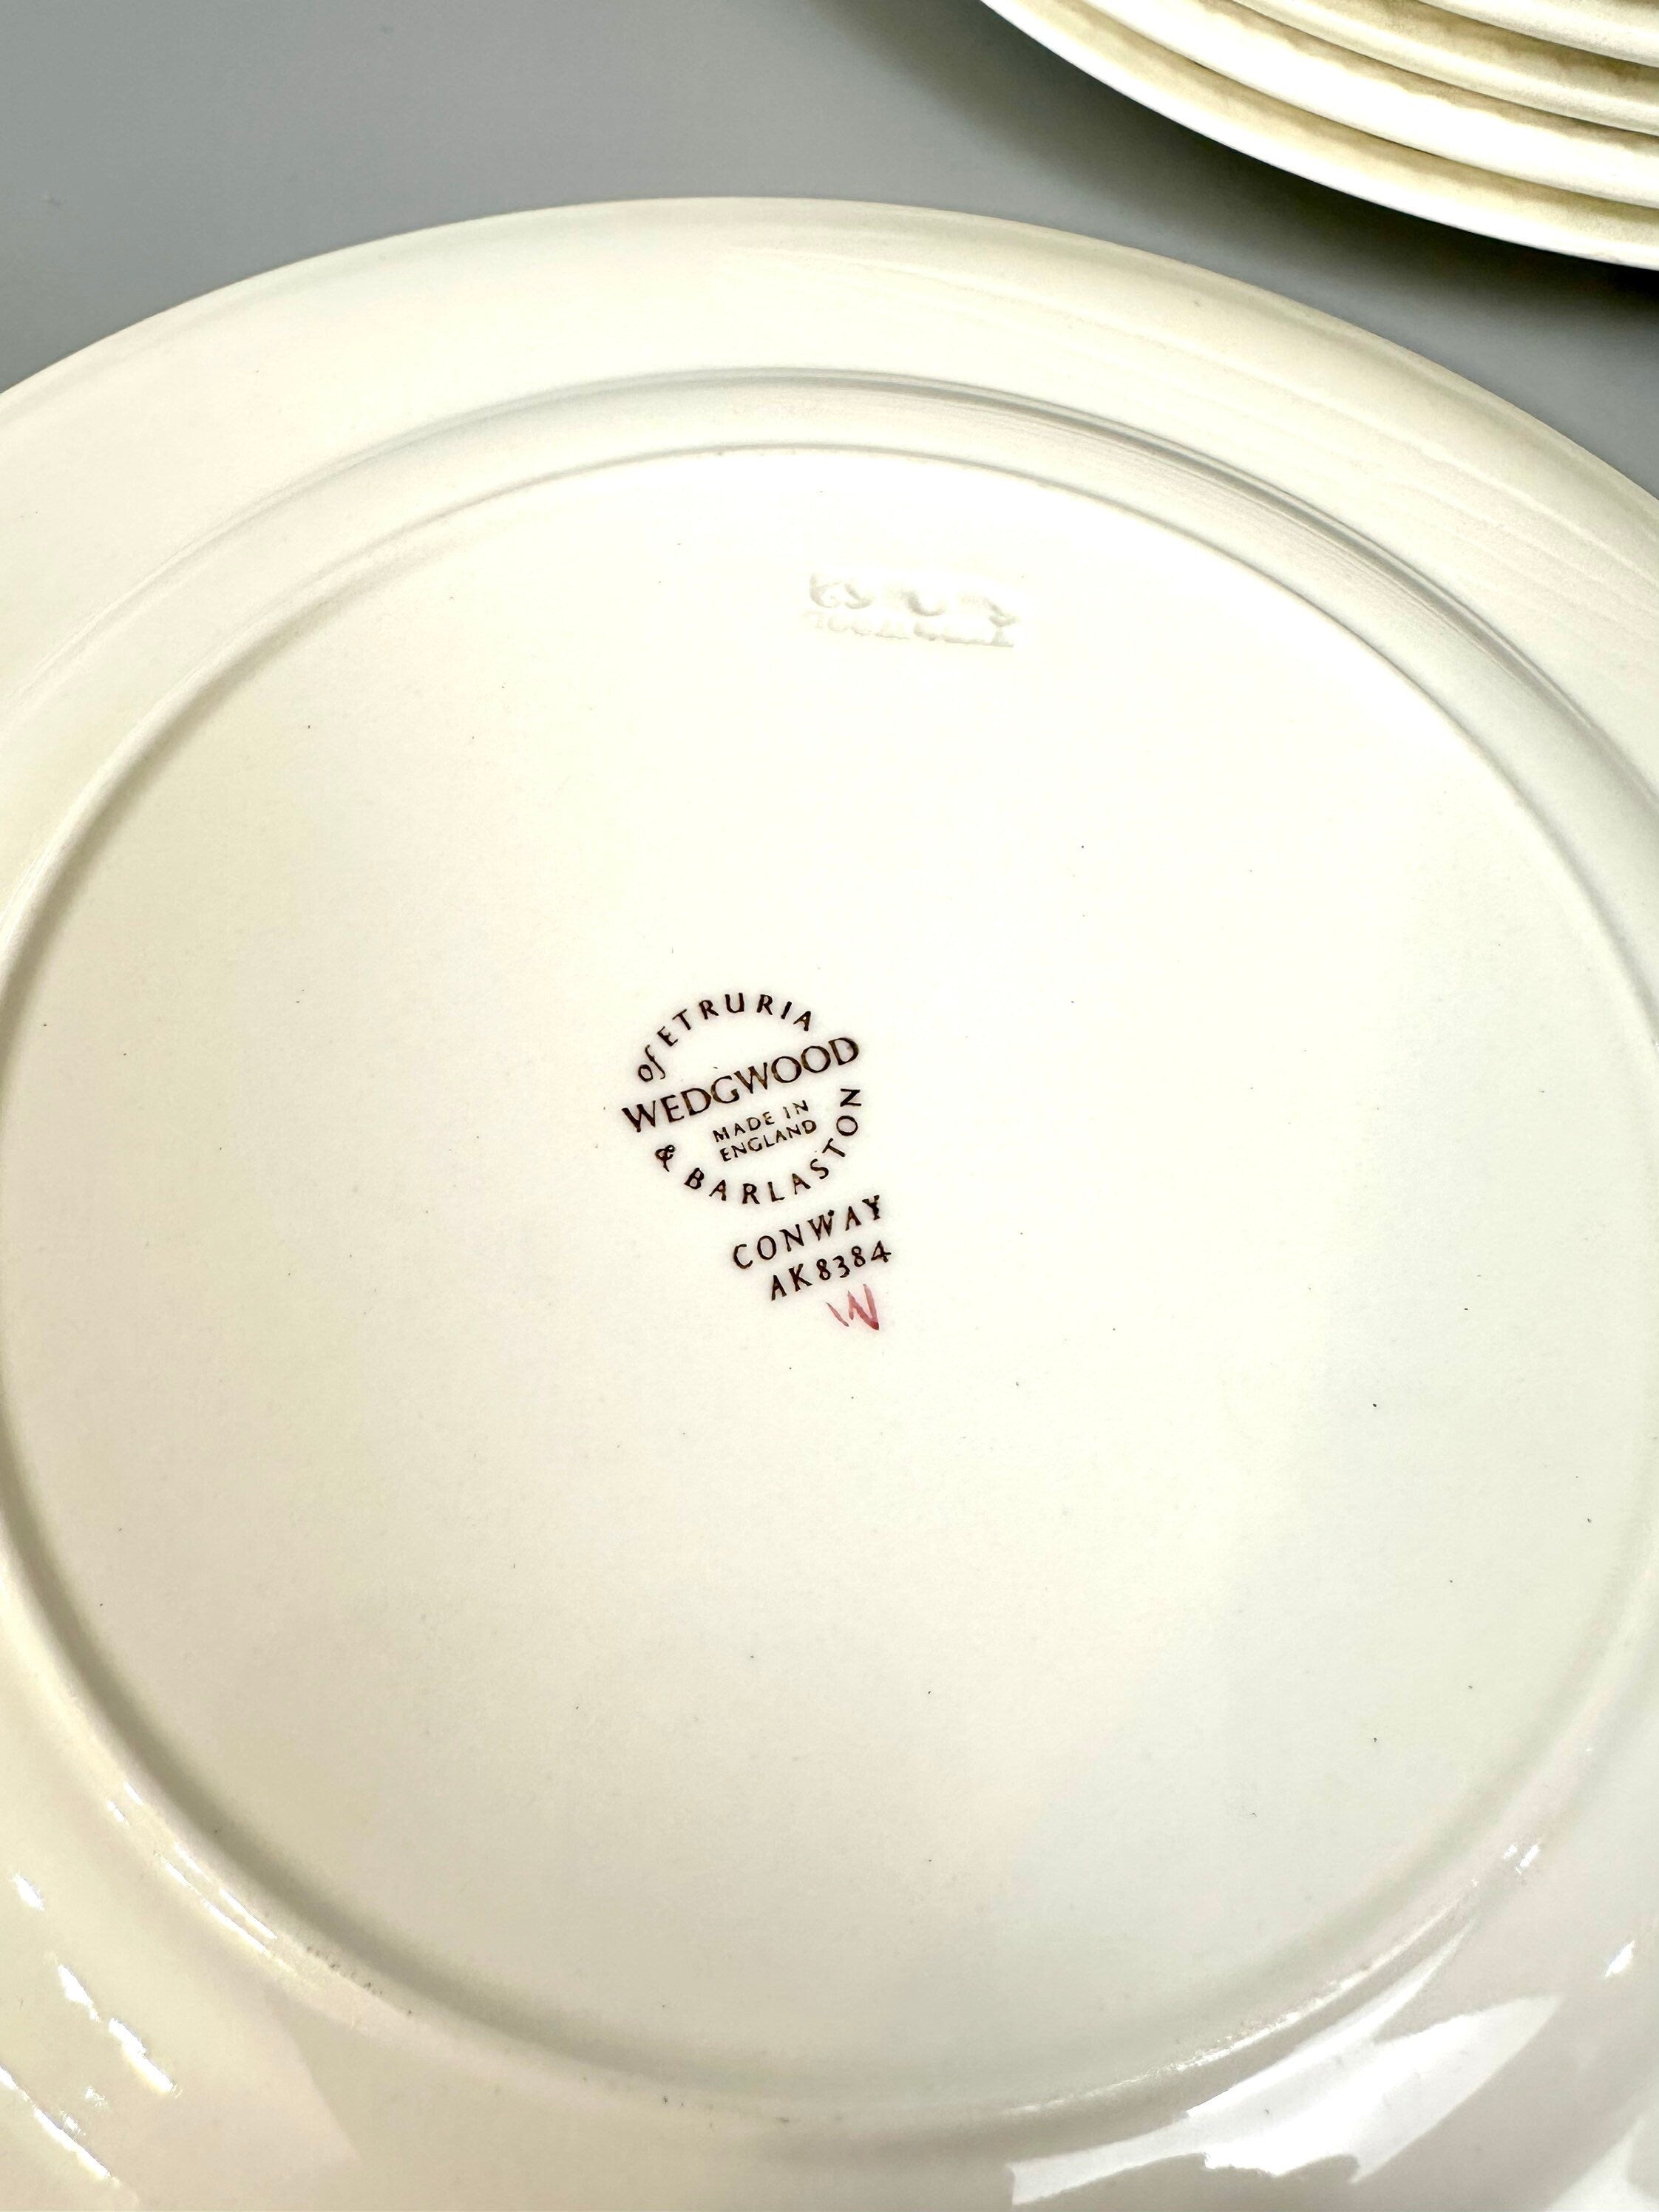 of ETRURIA
WEDGWOOD
MADE IN
ENGLAND
& BARLASTON
CONWAY
AK8384
W